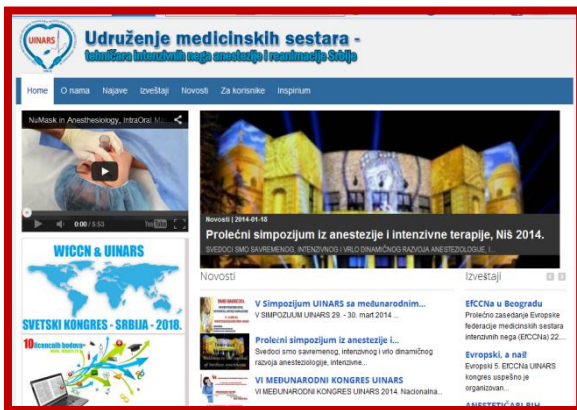 UINARS
Udruženje medicinskih sestara -
tehničara intenzivnih nega anestezije i reanimacije Srbije
Home O nama Najave Izveštaji Novosti Za korisnike Inspirium
NuMask in Anesthesiology, IntraOral
0:00 / 5:53 YouTube
Novosti | 2014-01-15
Prolećni simpozijum iz anestezije i intenzivne terapije, Niš 2014.
SVEDOCI SMO SAVREMENOG, INTENZIVNOG I VRLO DINAMIČNOG RAZVOJA ANESTEZIOLOGIJE, I...
WfCCN & UINARS
SVETSKI KONGRES - SRBIJA - 2018.
10 licencnih bodova
Novosti
V Simpozijum UINARS sa međunarodnim...
V SIMPOZIJUM UINARS 29. - 30. mart 2014 ...
Prolećni simpozijum iz anestezije i...
Svedoci smo savremenog, intenzivnog i vrlo dinamičnog
razvoja anesteziologije, intenzivne...
VI MEĐUNARODNI KONGRES UINARS
VI MEĐUNARODNI KONGRES UINARS 2014. Nacionalna...
Izveštaji
EfCCNa u Beogradu
Prolećno zasedanje Evropske
federacije medicinskih sestara
intenzivnih nega (EfCCNa) 22....
Evropski, a naš!
Evropski 5. EfCCNa UINARS
kongres uspešno je
organizovan...
ANESTETIČARI BIH